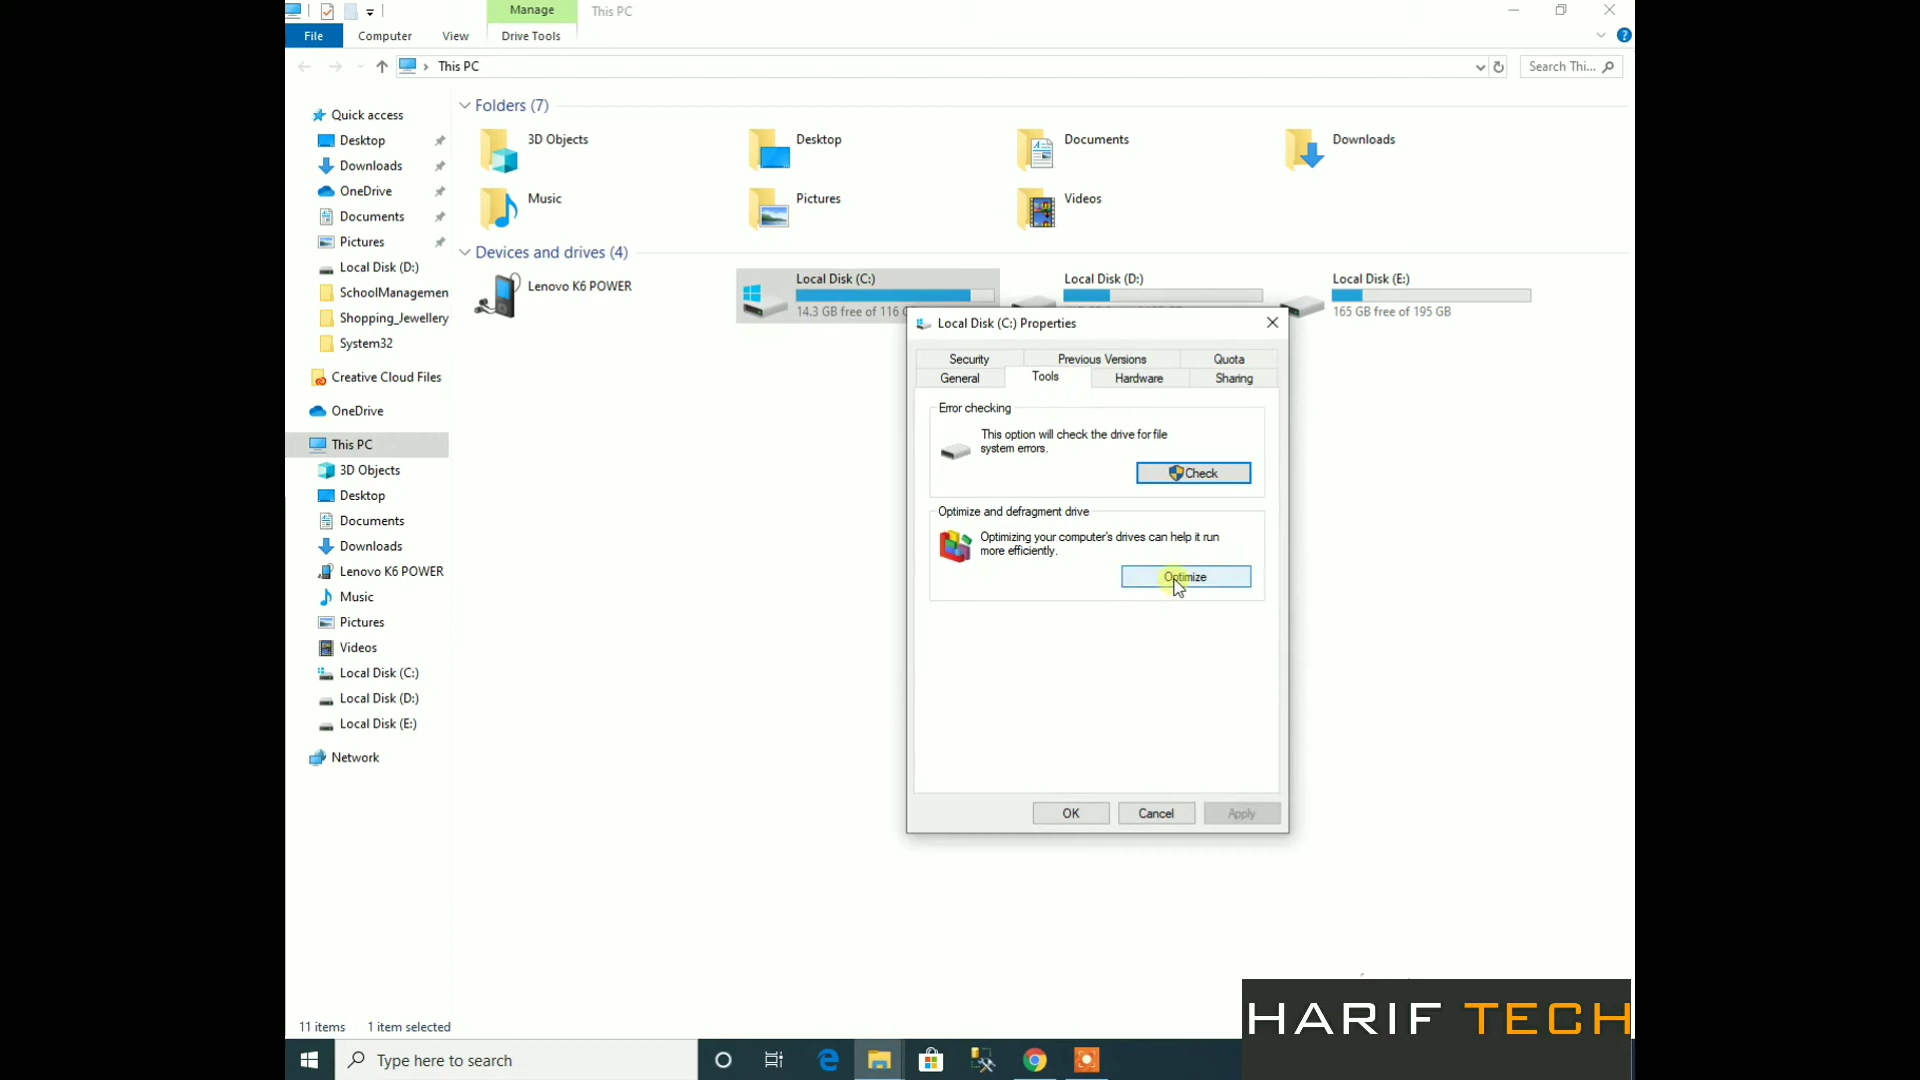 Manage
This PC
File
Computer
View
Drive Tools
This PC
Search Thi...
Quick access
Desktop
Downloads
OneDrive
Documents
Pictures
Local Disk (D:)
SchoolManagemen
Shopping_Jewellery
System32
Creative Cloud Files
OneDrive
This PC
3D Objects
Desktop
Documents
Downloads
Lenovo K6 POWER
Music
Pictures
Videos
Local Disk (C:)
Local Disk (D:)
Local Disk (E:)
Network
Folders (7)
3D Objects
Desktop
Documents
Downloads
Music
Pictures
Videos
Devices and drives (4)
Lenovo K6 POWER
Local Disk (C:)
14.3 GB free of 116
Local Disk (D:)
Local Disk (E:)
165 GB free of 195 GB
Local Disk (C:) Properties
Security
Previous Versions
Quota
General
Tools
Hardware
Sharing
Error checking
This option will check the drive for file
system errors.
Check
Optimize and defragment drive
Optimizing your computer's drives can help it run
more efficiently.
Optimize
OK
Cancel
Apply
11 items
1 item selected
Type here to search
HARIF TECH